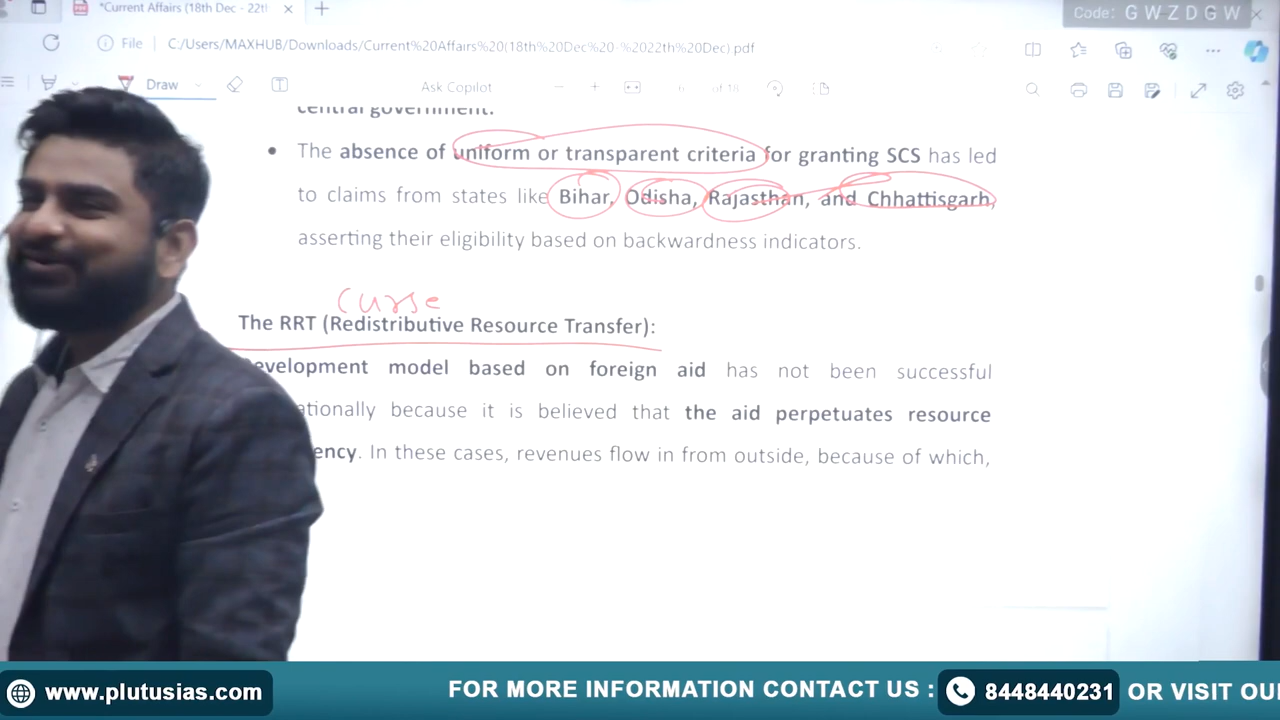 *Current Affairs (18th Dec - 22t
Code: G W Z D G W
File C:/Users/MAXHUB/Downloads/Current%20Affairs%20(18th%20Dec%20-%2022th%20Dec).pdf
Draw Ask Copilot 6 of 18
central government.
• The absence of uniform or transparent criteria for granting SCS has led
to claims from states like Bihar, Odisha, Rajasthan, and Chhattisgarh,
asserting their eligibility based on backwardness indicators.
Curse
The RRT (Redistributive Resource Transfer):
evelopment model based on foreign aid has not been successful
ationally because it is believed that the aid perpetuates resource
ency. In these cases, revenues flow in from outside, because of which,
www.plutusias.com FOR MORE INFORMATION CONTACT US : 8448440231 OR VISIT OU